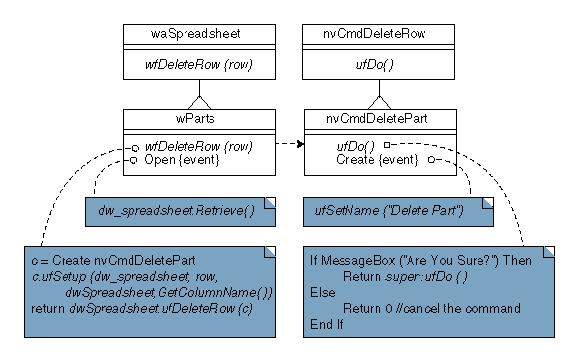 waSpreadsheet
wfDeleteRow (row)
nvCmdDeleteRow
ufDo()
wParts
wfDeleteRow (row)
Open {event}
nvCmdDeletePart
ufDo()
Create {event}
dw_spreadsheet.Retrieve()
ufSetName ("Delete Part")
c = Create nvCmdDeletePart
c.ufSetup (dw_spreadsheet, row,
dwSpreadsheet.GetColumnName())
return dwSpreadsheet.ufDeleteRow (c)
If MessageBox ("Are You Sure?") Then
Return super::ufDo ()
Else
Return 0 //cancel the command
End If